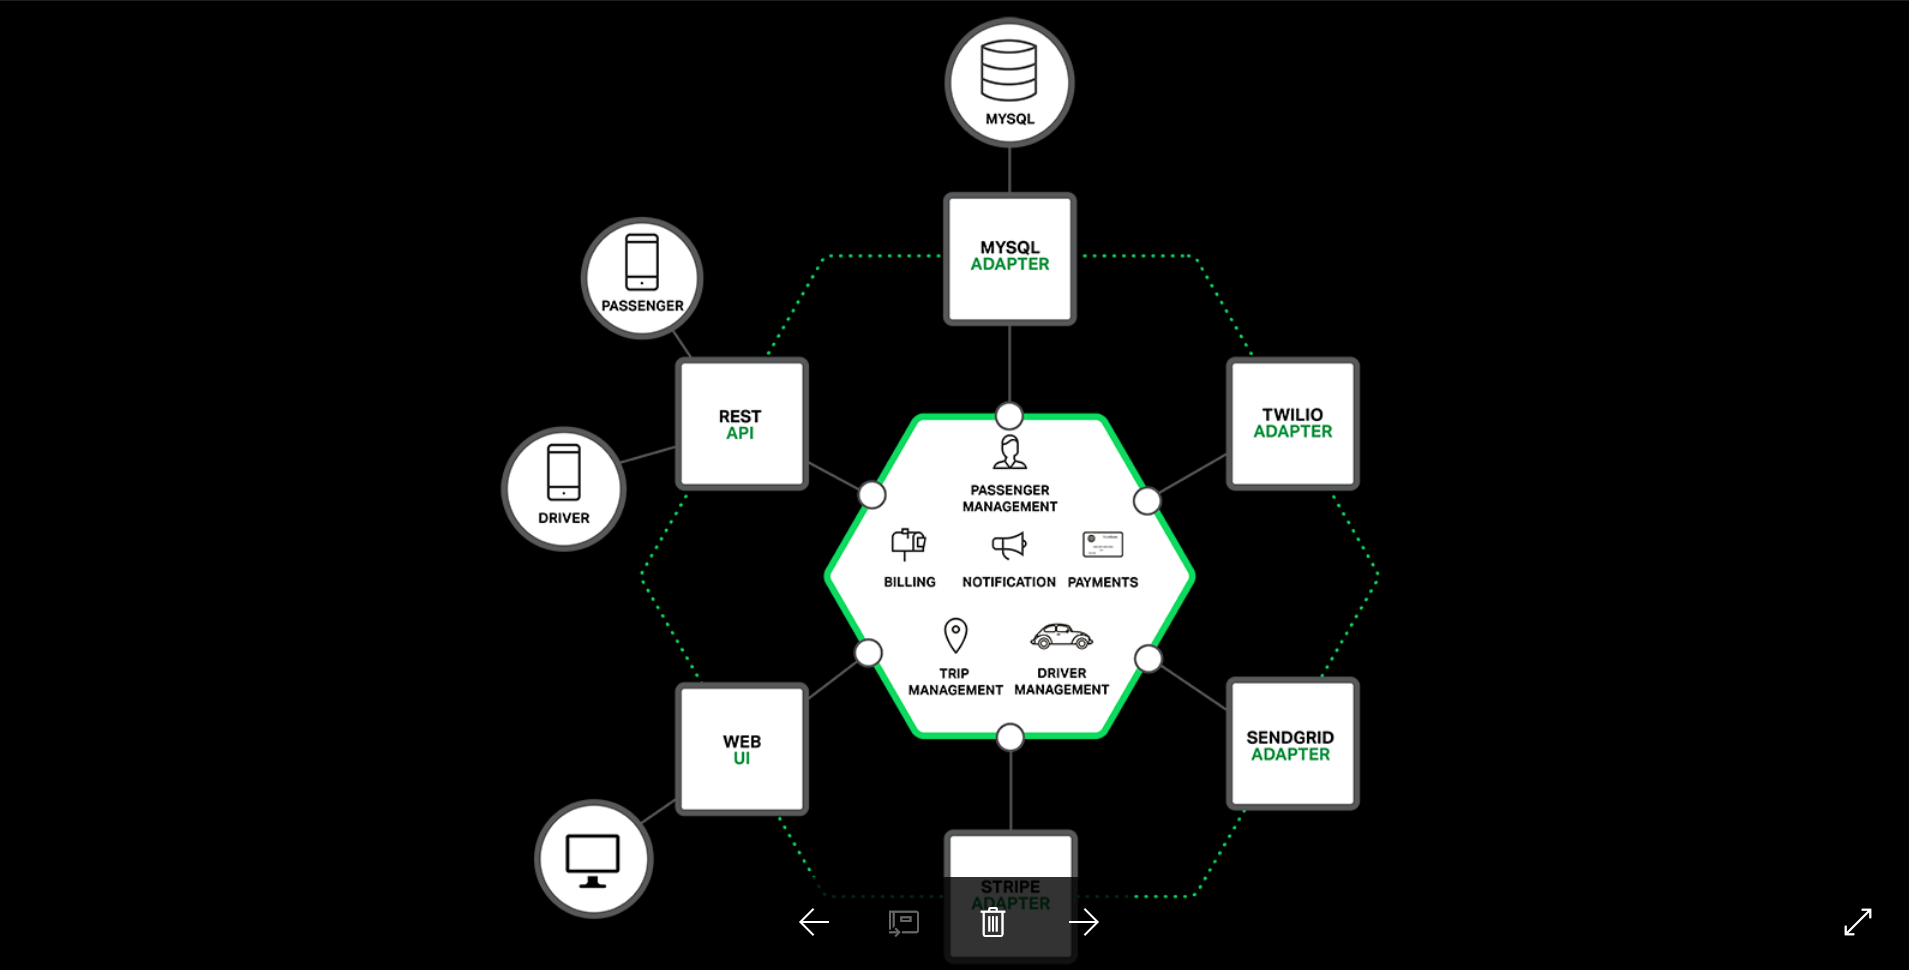 MYSQL
MYSQL
ADAPTER
PASSENGER
REST
API
TWILIO
ADAPTER
DRIVER
PASSENGER
MANAGEMENT
BILLING
NOTIFICATION
PAYMENTS
TRIP
MANAGEMENT
DRIVER
MANAGEMENT
WEB
UI
SENDGRID
ADAPTER
STRIPE
ADAPTER